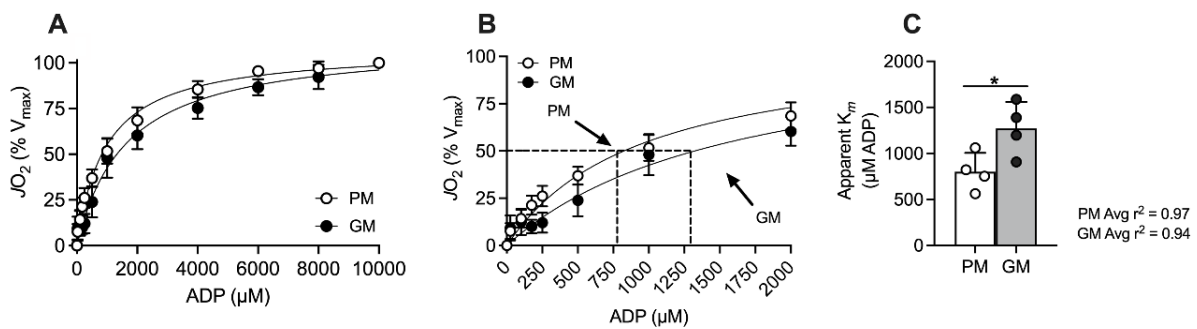 A
JO₂ (% Vmax)
100
75
50
25
0
PM
GM
0
2000
4000
6000
8000
10000
ADP (µM)
B
JO₂ (% Vmax)
100
75
50
25
0
PM
GM
PM
GM
0
250
500
750
1000
1250
1500
1750
2000
ADP (µM)
C
Apparent Km
(µM ADP)
2000
1500
1000
500
0
*
PM
GM
PM Avg r² = 0.97
GM Avg r² = 0.94